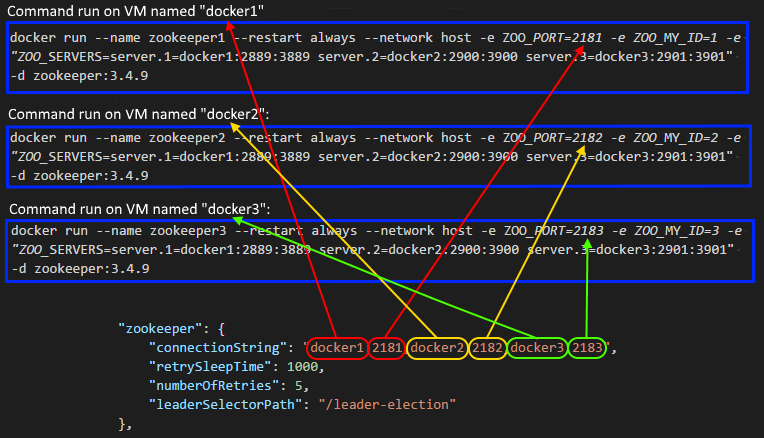 Command run on VM named "docker1"
docker run --name zookeeper1 --restart always --network host -e ZOO_PORT=2181 -e ZOO_MY_ID=1 -e
"ZOO_SERVERS=server.1=docker1:2889:3889 server.2=docker2:2900:3900 server.3=docker3:2901:3901"
-d zookeeper:3.4.9
Command run on VM named "docker2":
docker run --name zookeeper2 --restart always --network host -e ZOO_PORT=2182 -e ZOO_MY_ID=2 -e
"ZOO_SERVERS=server.1=docker1:2889:3889 server.2=docker2:2900:3900 server.3=docker3:2901:3901"
-d zookeeper:3.4.9
Command run on VM named "docker3":
docker run --name zookeeper3 --restart always --network host -e ZOO_PORT=2183 -e ZOO_MY_ID=3 -e
"ZOO_SERVERS=server.1=docker1:2889:3889 server.2=docker2:2900:3900 server.3=docker3:2901:3901"
-d zookeeper:3.4.9
"zookeeper": {
"connectionString": "docker1:2181,docker2:2182,docker3:2183",
"retrySleepTime": 1000,
"numberOfRetries": 5,
"leaderSelectorPath": "/leader-election"
},